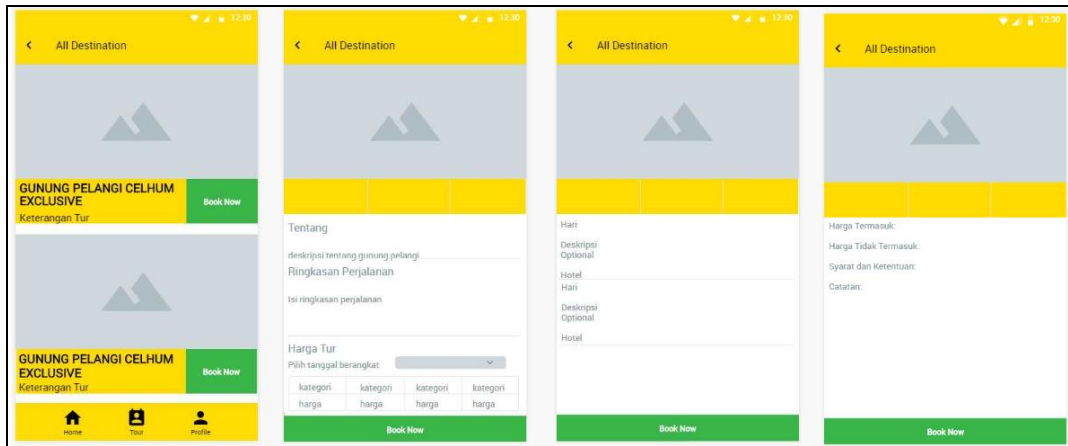 12:30
All Destination
GUNUNG PELANGI CELHUM
EXCLUSIVE
Keterangan Tur
Book Now
GUNUNG PELANGI CELHUM
EXCLUSIVE
Keterangan Tur
Book Now
Home
Tour
Profile
12:30
All Destination
Tentang
deskripsi tentang gunung pelangi
Ringkasan Perjalanan
Isi ringkasan perjalanan
Harga Tur
Pilih tanggal berangkat
kategori kategori kategori kategori
harga harga harga harga
Book Now
12:30
All Destination
Hari
Deskripsi
Optional
Hotel
Hari
Deskripsi
Optional
Hotel
Book Now
12:30
All Destination
Harga Termasuk:
Harga Tidak Termasuk:
Syarat dan Ketentuan:
Catatan:
Book Now